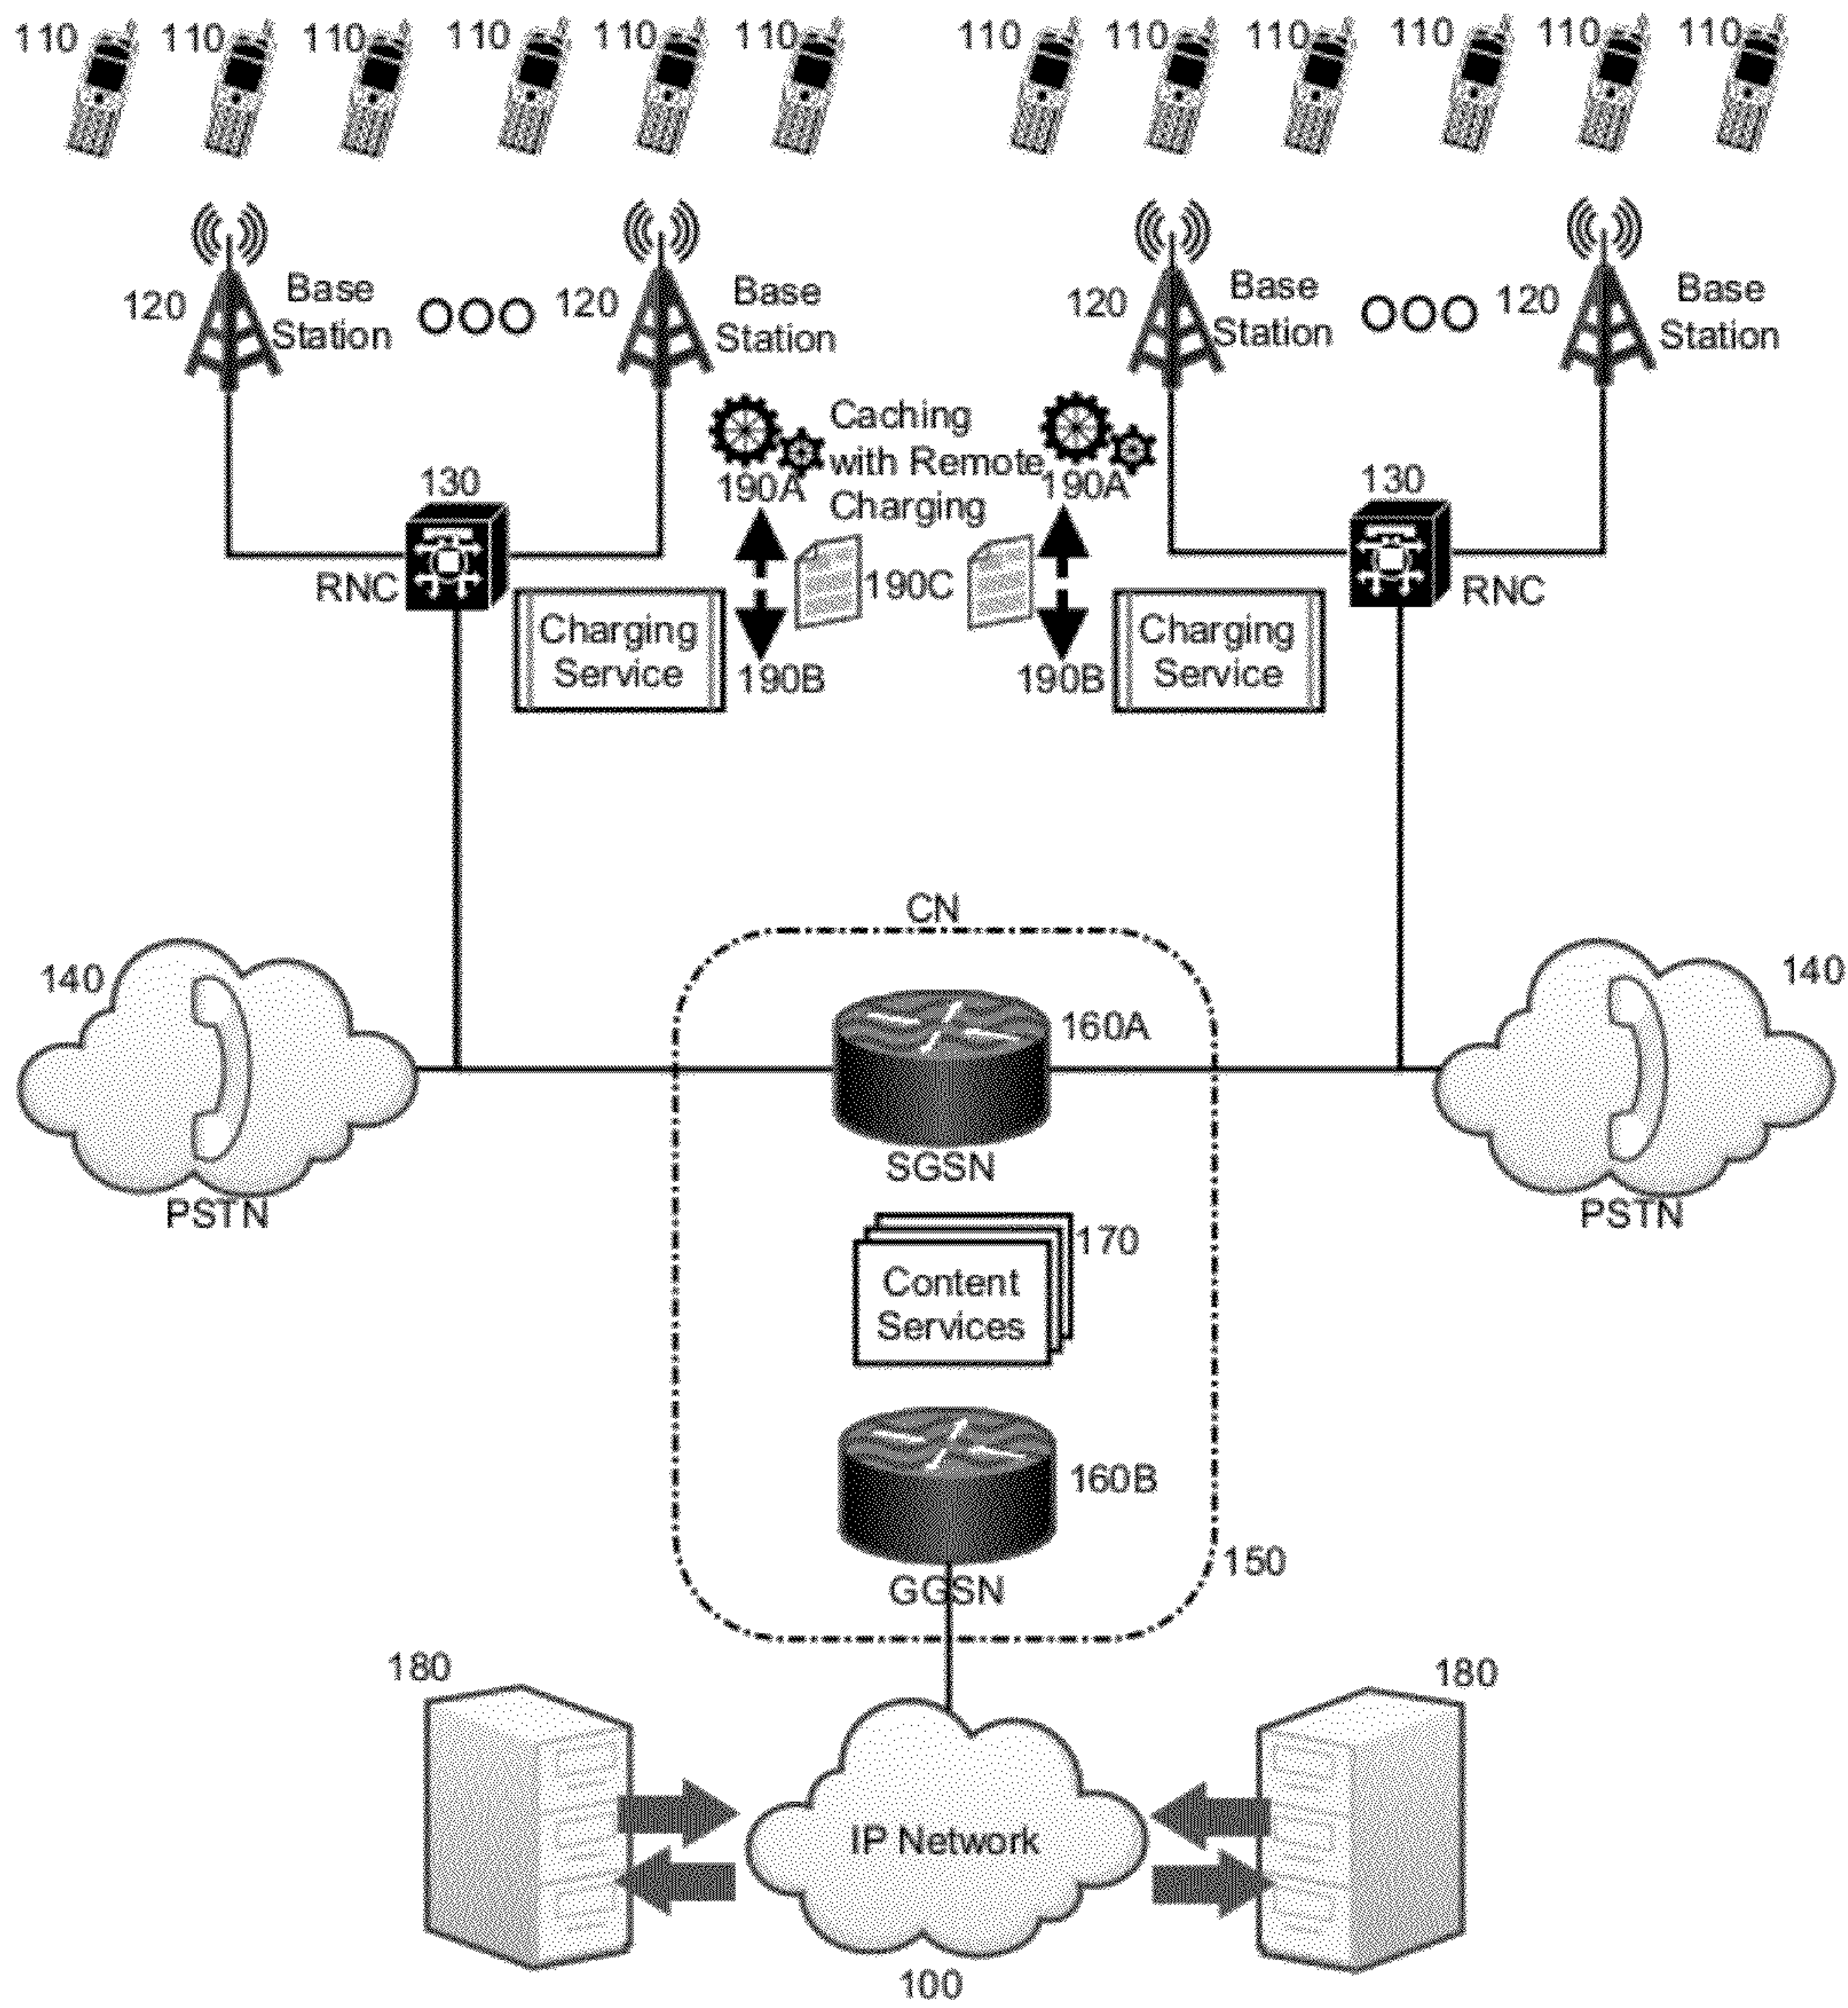 110 110 110 110 110 110 110 110 110 110 110 110
120 Base Station 120 Base Station 120 Base Station 120 Base Station
190A Caching with Remote Charging 190A
130 130
RNC RNC
190C
Charging Service 190B 190B Charging Service
CN
140 160A 140
SGSN
PSTN PSTN
170
Content
Services
160B
150
GGSN
180 180
IP Network
100